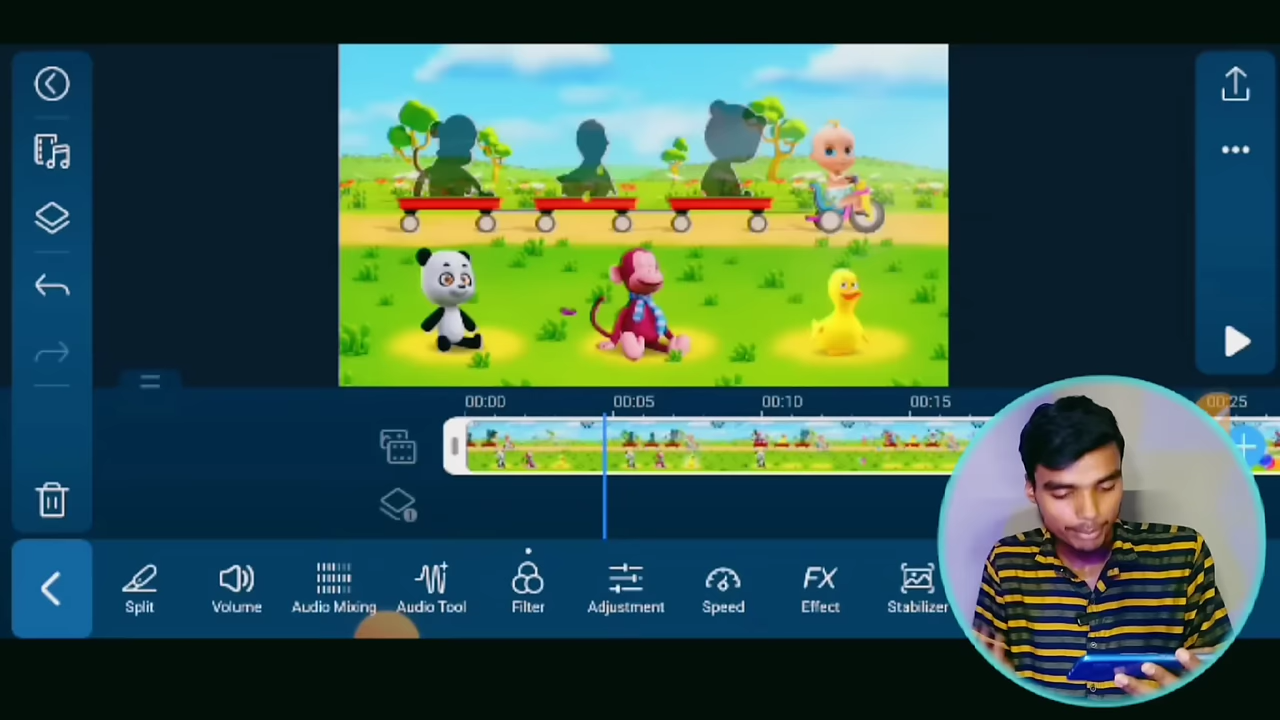 00:00 00:05 00:10 00:15 00:25
Split Volume Audio Mixing Audio Tool Filter Adjustment Speed FX Effect Stabilizer